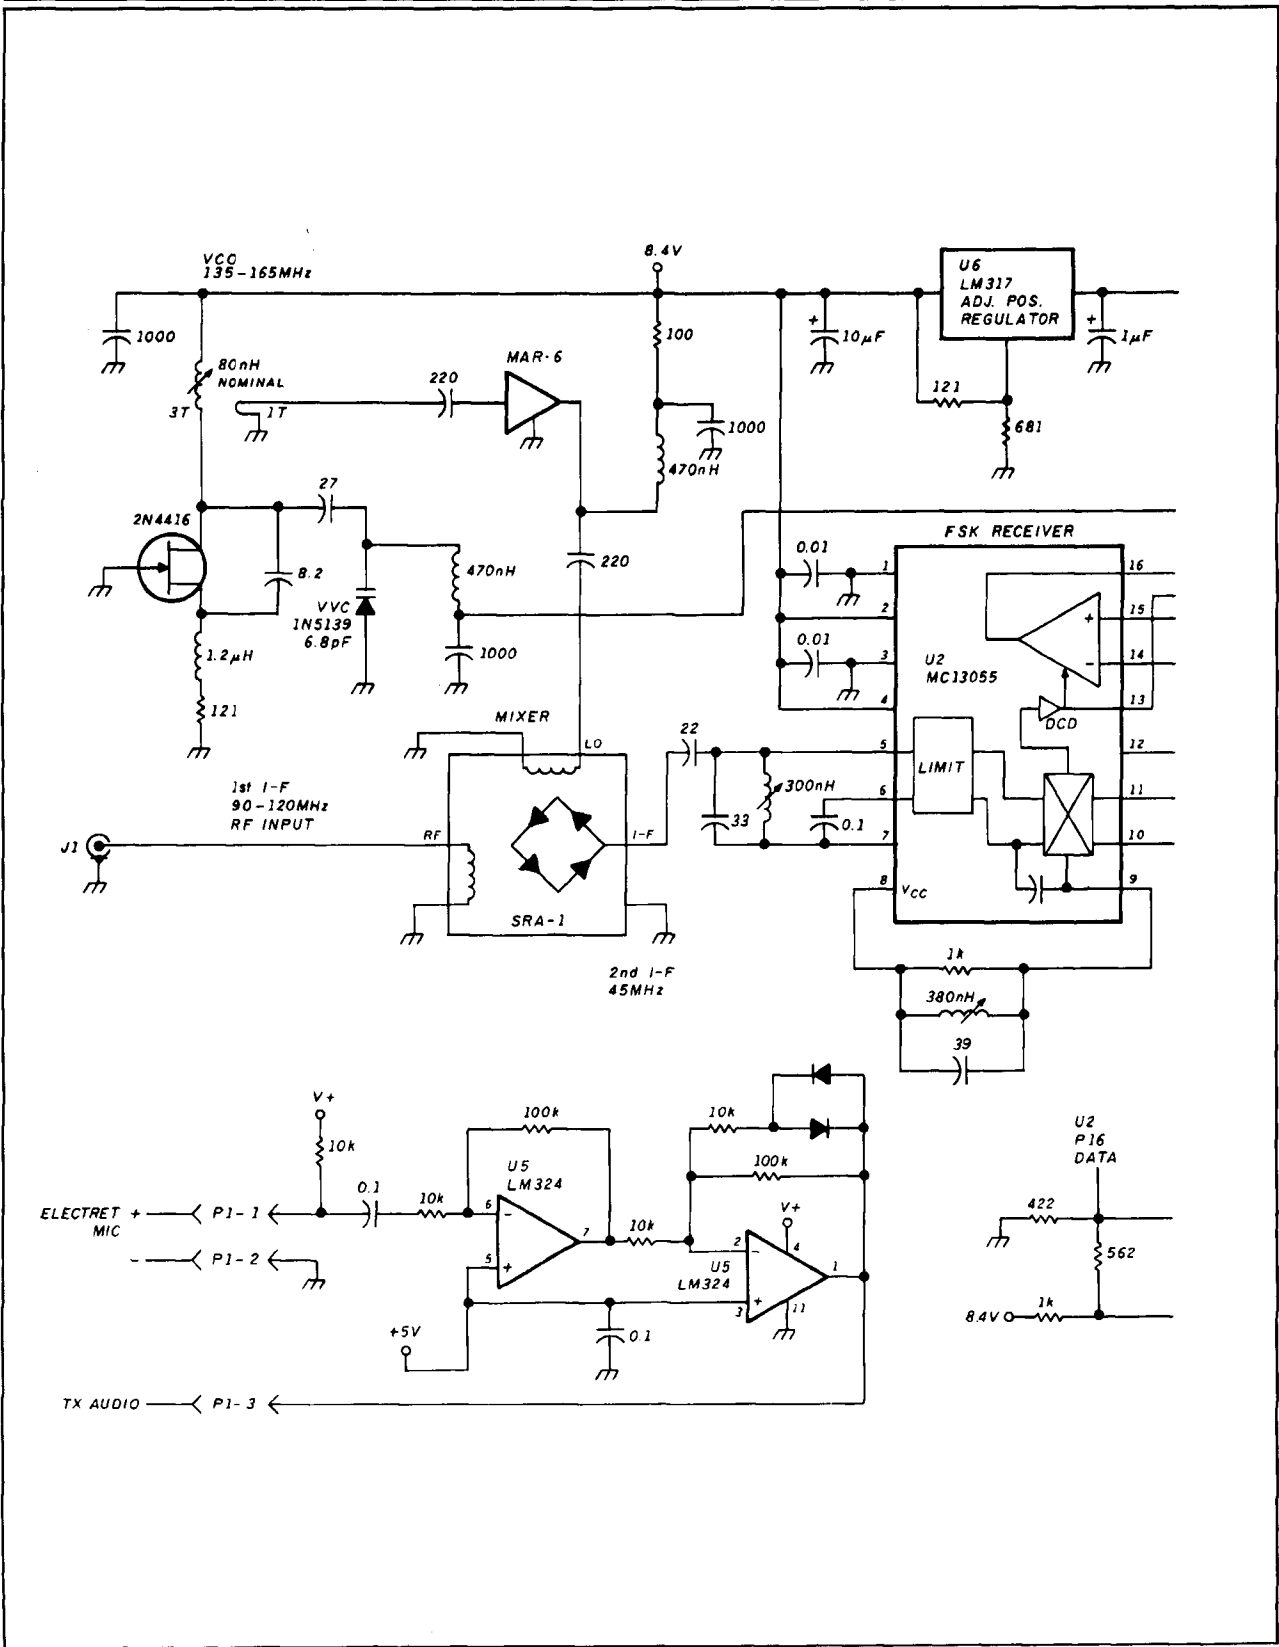 VCO
135-165MHz
8.4V
U6
LM317
ADJ. POS.
REGULATOR
1000
80nH
NOMINAL
3T
1T
220
MAR-6
100
10µF
1µF
+
+
1000
121
681
470nH
27
2N4416
8.2
VVC
1N5139
6.8pF
470nH
1000
220
1.2µH
121
FSK RECEIVER
0.01
0.01
1
2
3
4
5
6
7
8
16
15
14
13
12
11
10
9
+
-
U2
MC13055
DCD
LIMIT
VCC
MIXER
LO
RF
I-F
SRA-1
22
33
300nH
0.1
1st I-F
90-120MHz
RF INPUT
J1
2nd I-F
45MHz
1k
380nH
39
V+
10k
100k
U5
LM324
10k
100k
ELECTRET +
MIC
P1-1
0.1
10k
6
-
7
10k
5
+
- P1-2
V+
2
-
4
U5
LM324
1
3
+
11
+5V
0.1
TX AUDIO P1-3
U2
P16
DATA
422
562
8.4V
1k